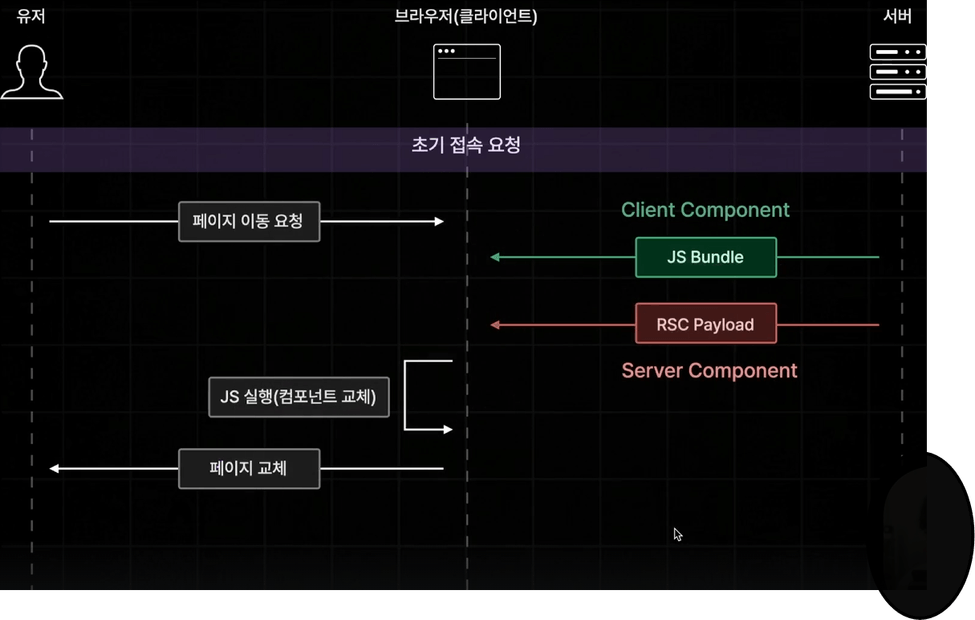 유저
브라우저(클라이언트)
서버
초기 접속 요청
페이지 이동 요청
Client Component
JS Bundle
RSC Payload
Server Component
JS 실행(컴포넌트 교체)
페이지 교체